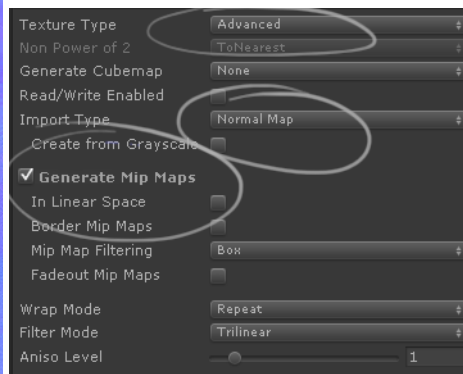 Texture Type Advanced
Non Power of 2 ToNearest
Generate Cubemap None
Read/Write Enabled
Import Type Normal Map
Create from Grayscale
Generate Mip Maps
In Linear Space
Border Mip Maps
Mip Map Filtering Box
Fadeout Mip Maps
Wrap Mode Repeat
Filter Mode Trilinear
Aniso Level 1